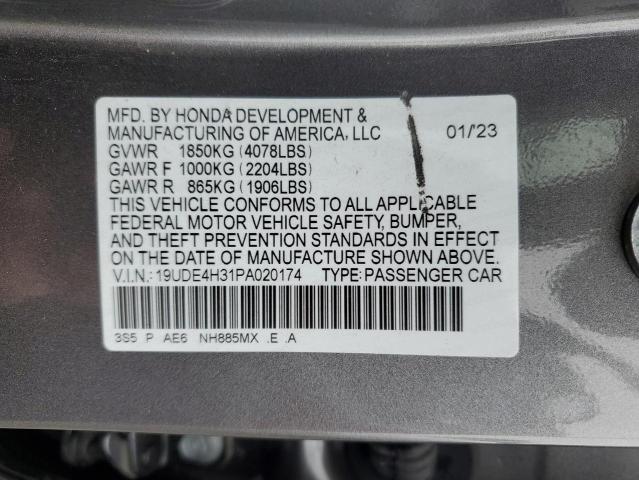 MFD. BY HONDA DEVELOPMENT &
MANUFACTURING OF AMERICA, LLC 01/'23
GVWR 1850KG (4078LBS)
GAWR F 1000KG (2204LBS)
GAWR R 865KG (1906LBS)
THIS VEHICLE CONFORMS TO ALL APPLICABLE
FEDERAL MOTOR VEHICLE SAFETY, BUMPER,
AND THEFT PREVENTION STANDARDS IN EFFECT
ON THE DATE OF MANUFACTURE SHOWN ABOVE.
V.I.N.: 19UDE4H31PA020174 TYPE: PASSENGER CAR
3S5 P AE6 NH885MX .E .A